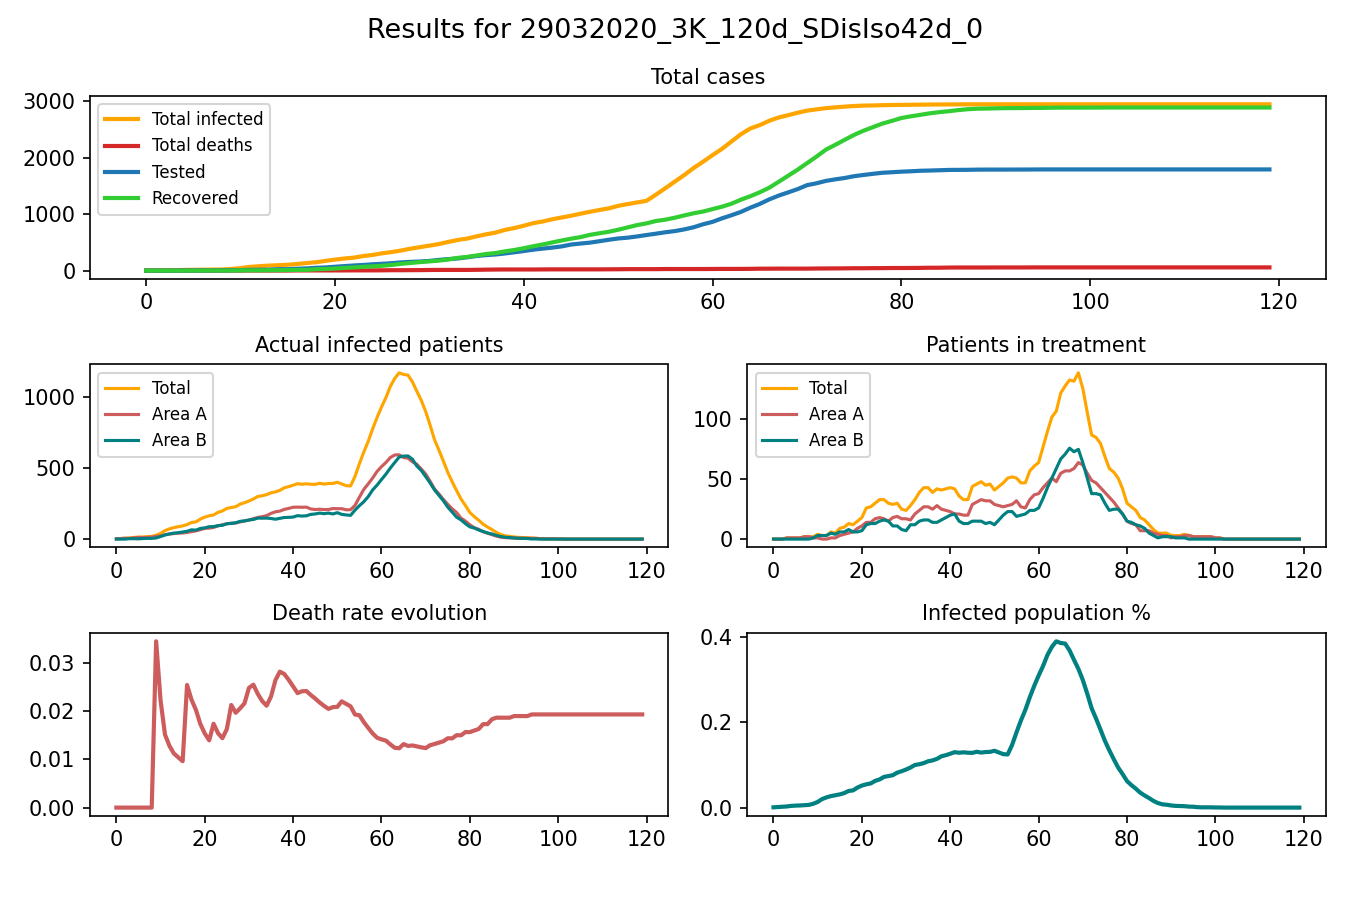 Results for 29032020_3K_120d_SDisIso42d_0
Total cases
3000
2000
1000
0
Total infected
Total deaths
Tested
Recovered
0 20 40 60 80 100 120
Actual infected patients
1000
500
0
Total
Area A
Area B
0 20 40 60 80 100 120
Patients in treatment
100
50
0
Total
Area A
Area B
0 20 40 60 80 100 120
Death rate evolution
0.03
0.02
0.01
0.00
0 20 40 60 80 100 120
Infected population %
0.4
0.2
0.0
0 20 40 60 80 100 120